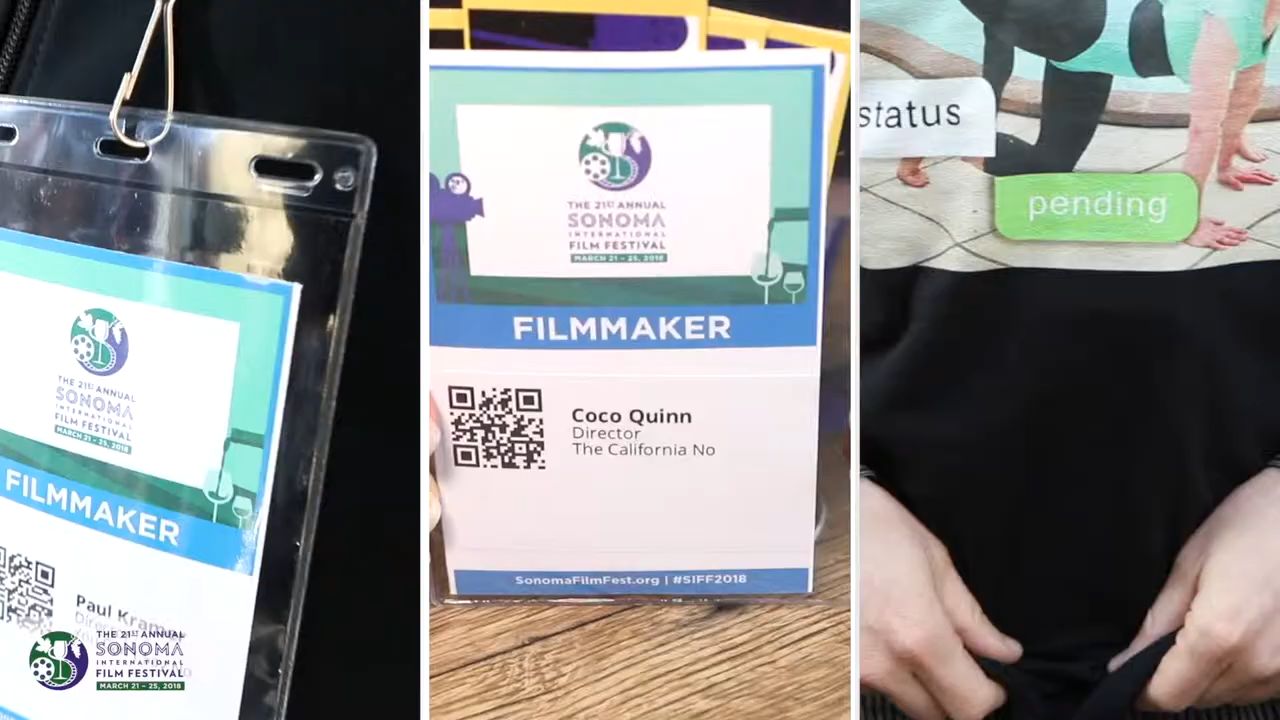 THE 21ST ANNUAL
SONOMA
INTERNATIONAL
FILM FESTIVAL
MARCH 21 – 25, 2018
FILMMAKER
Paul
THE 21ST ANNUAL
SONOMA
INTERNATIONAL
FILM FESTIVAL
MARCH 21 – 25, 2018
THE 21ST ANNUAL
SONOMA
INTERNATIONAL
FILM FESTIVAL
MARCH 21 – 25, 2018
FILMMAKER
Coco Quinn
Director
The California No
SonomaFilmFest.org | #SIFF2018
status
pending